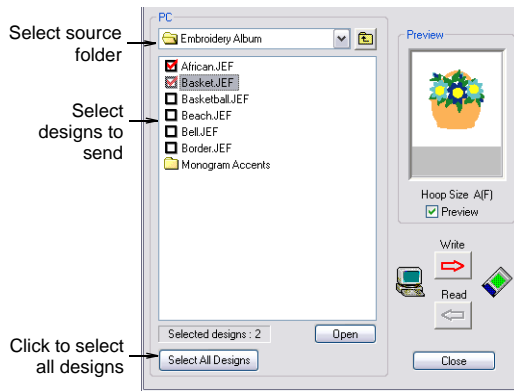 PC
Select source
folder
Embroidery Album
African.JEF
Basket.JEF
Basketball.JEF
Beach.JEF
Bell.JEF
Border.JEF
Monogram Accents
Select
designs to
send
Selected designs : 2
Open
Click to select
all designs
Select All Designs
Preview
Hoop Size A(F)
Preview
Write
Read
Close